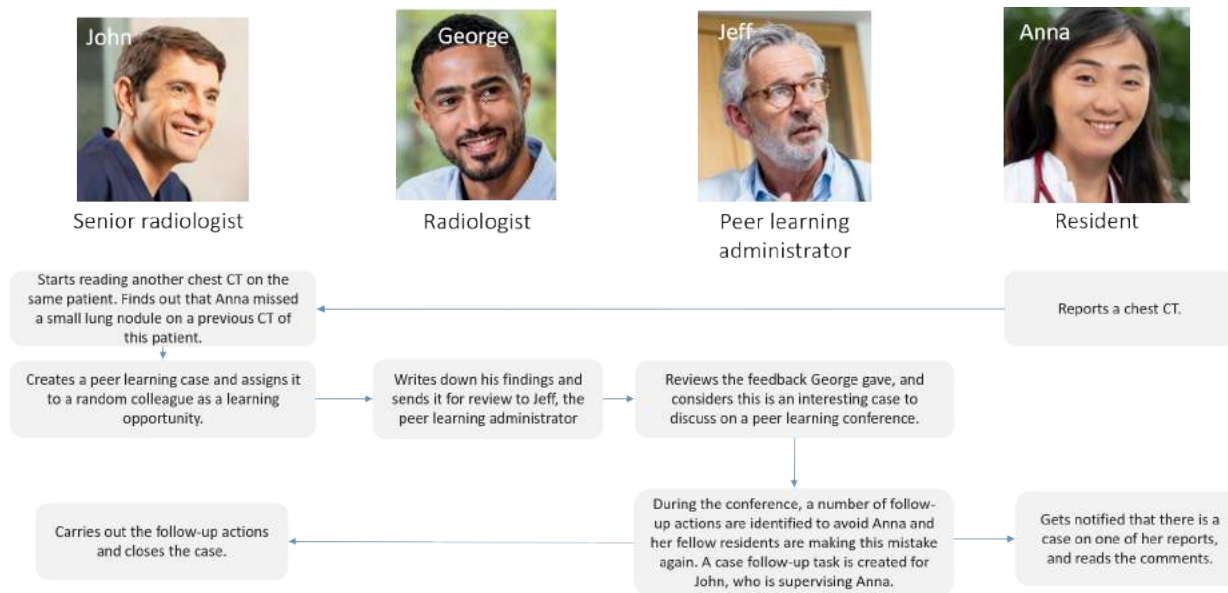 John
George
Jeff
Anna
Senior radiologist
Radiologist
Peer learning
administrator
Resident
Starts reading another chest CT on the
same patient. Finds out that Anna missed
a small lung nodule on a previous CT of
this patient.
Reports a chest CT.
Creates a peer learning case and assigns it
to a random colleague as a learning
opportunity.
Writes down his findings and
sends it for review to Jeff, the
peer learning administrator
Reviews the feedback George gave, and
considers this is an interesting case to
discuss on a peer learning conference.
Carries out the follow-up actions
and closes the case.
During the conference, a number of follow-
up actions are identified to avoid Anna and
her fellow residents are making this mistake
again. A case follow-up task is created for
John, who is supervising Anna.
Gets notified that there is a
case on one of her reports,
and reads the comments.